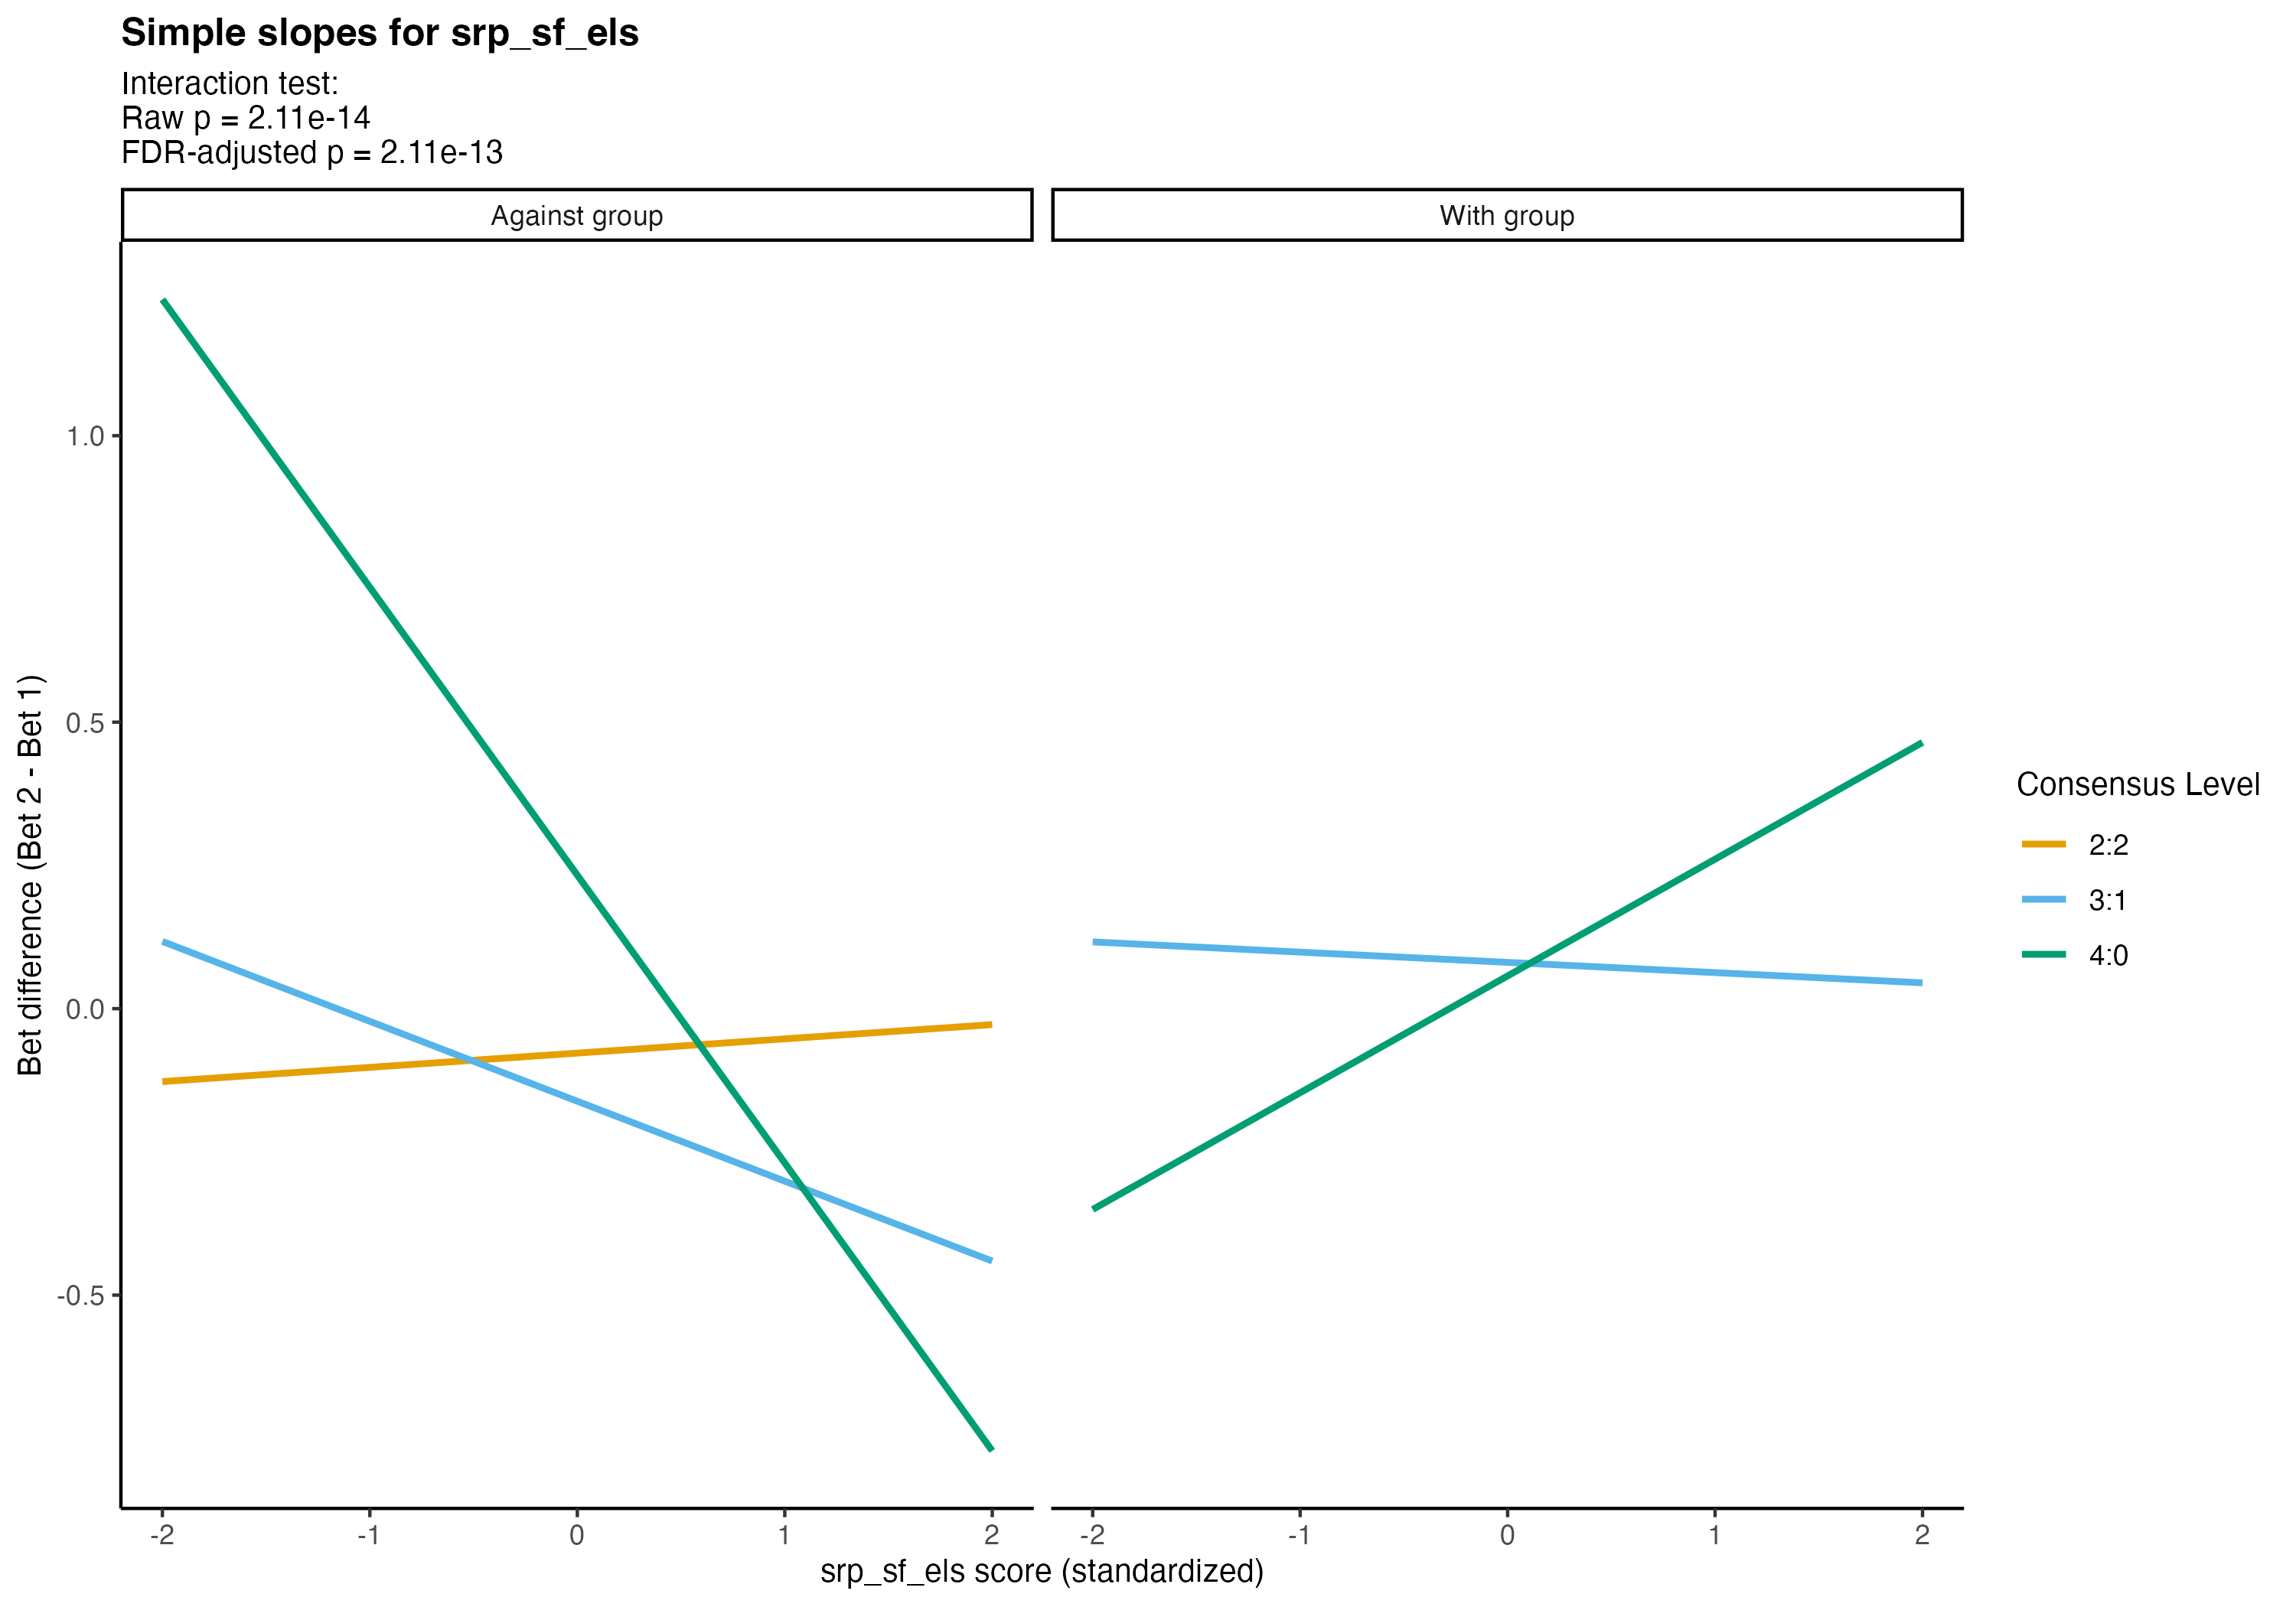 Simple slopes for srp_sf_els
Interaction test:
Raw p = 2.11e-14
FDR-adjusted p = 2.11e-13
Against group
With group
Bet difference (Bet 2 - Bet 1)
1.0
0.5
0.0
-0.5
-2
-1
0
1
2
-2
-1
0
1
2
srp_sf_els score (standardized)
Consensus Level
2:2
3:1
4:0